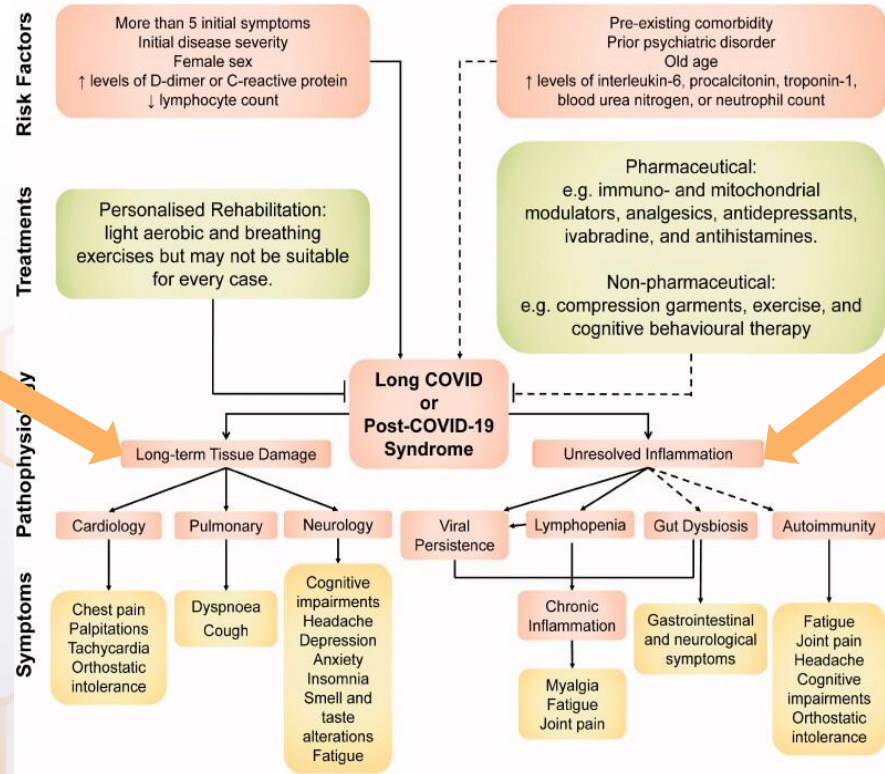 Risk Factors
More than 5 initial symptoms
Initial disease severity
Female sex
↑ levels of D-dimer or C-reactive protein
↓ lymphocyte count
Pre-existing comorbidity
Prior psychiatric disorder
Old age
↑ levels of interleukin-6, procalcitonin, troponin-1,
blood urea nitrogen, or neutrophil count
Treatments
Personalised Rehabilitation:
light aerobic and breathing
exercises but may not be suitable
for every case.
Pharmaceutical:
e.g. immuno- and mitochondrial
modulators, analgesics, antidepressants,
ivabradine, and antihistamines.
Non-pharmaceutical:
e.g. compression garments, exercise, and
cognitive behavioural therapy
Pathophysiology
Long COVID
or
Post-COVID-19
Syndrome
Long-term Tissue Damage
Unresolved Inflammation
Cardiology
Pulmonary
Neurology
Viral
Persistence
Lymphopenia
Gut Dysbiosis
Autoimmunity
Symptoms
Chest pain
Palpitations
Tachycardia
Orthostatic
intolerance
Dyspnoea
Cough
Cognitive
impairments
Headache
Depression
Anxiety
Insomnia
Smell and
taste
alterations
Fatigue
Chronic
Inflammation
Myalgia
Fatigue
Joint pain
Gastrointestinal
and neurological
symptoms
Fatigue
Joint pain
Headache
Cognitive
impairments
Orthostatic
intolerance